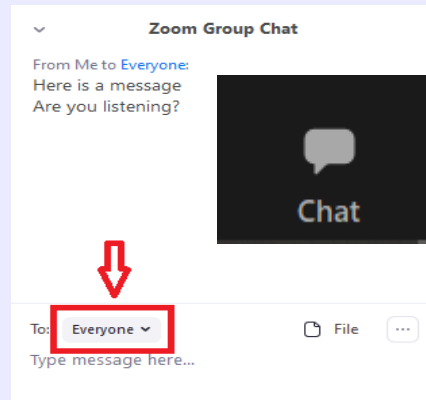 Zoom Group Chat
From Me to Everyone:
Here is a message
Are you listening?
Chat
To: Everyone File ...
Type message here...